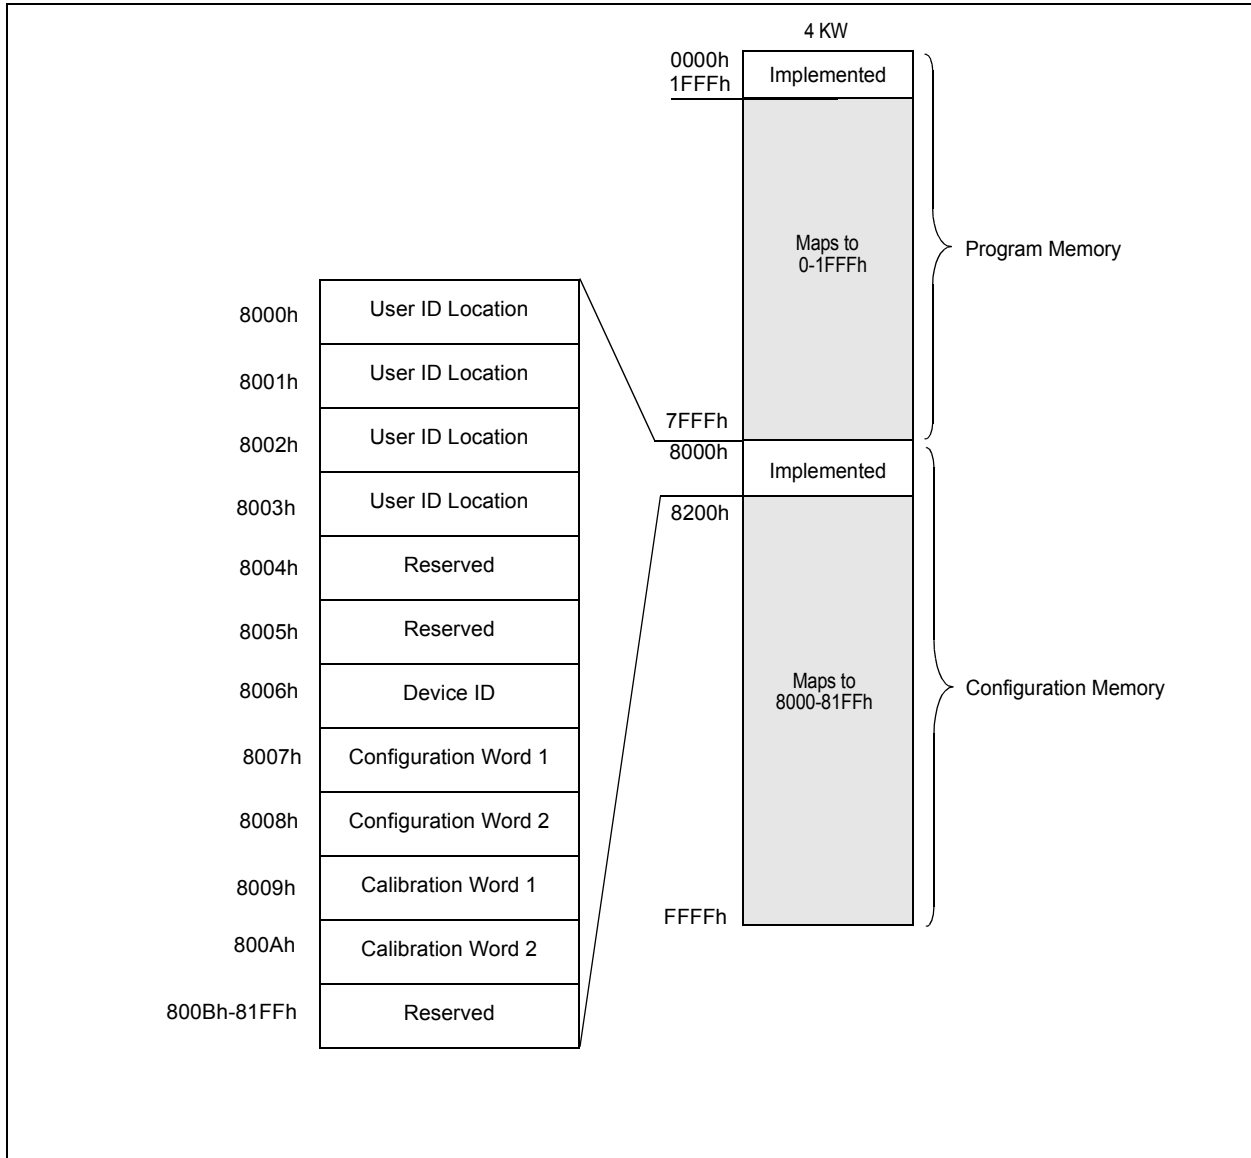 4 KW
0000h
1FFFh
Implemented
Maps to
0-1FFFh
Program Memory
7FFFh
8000h
Implemented
8200h
Maps to
8000-81FFh
Configuration Memory
FFFFh
8000h User ID Location
8001h User ID Location
8002h User ID Location
8003h User ID Location
8004h Reserved
8005h Reserved
8006h Device ID
8007h Configuration Word 1
8008h Configuration Word 2
8009h Calibration Word 1
800Ah Calibration Word 2
800Bh-81FFh Reserved